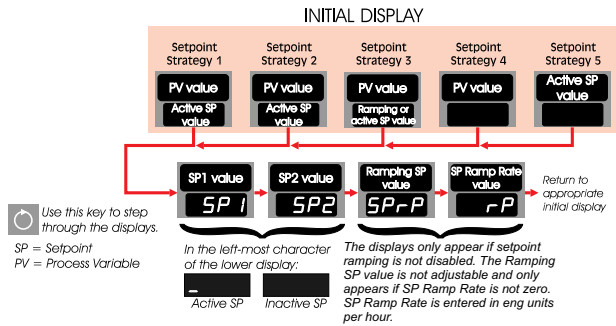 INITIAL DISPLAY
Setpoint
Strategy 1
Setpoint
Strategy 2
Setpoint
Strategy 3
Setpoint
Strategy 4
Setpoint
Strategy 5
PV value
Active SP
value
PV value
Active SP
value
PV value
Ramping or
active SP value
PV value
Active SP
value
SP1 value
SP1
SP2 value
SP2
Ramping SP
value
SPrP
SP Ramp Rate
value
rP
Return to
appropriate
initial display
Use this key to step
through the displays.
SP = Setpoint
PV = Process Variable
In the left-most character
of the lower display:
Active SP
Inactive SP
The displays only appear if setpoint
ramping is not disabled. The Ramping
SP value is not adjustable and only
appears if SP Ramp Rate is not zero.
SP Ramp Rate is entered in eng units
per hour.